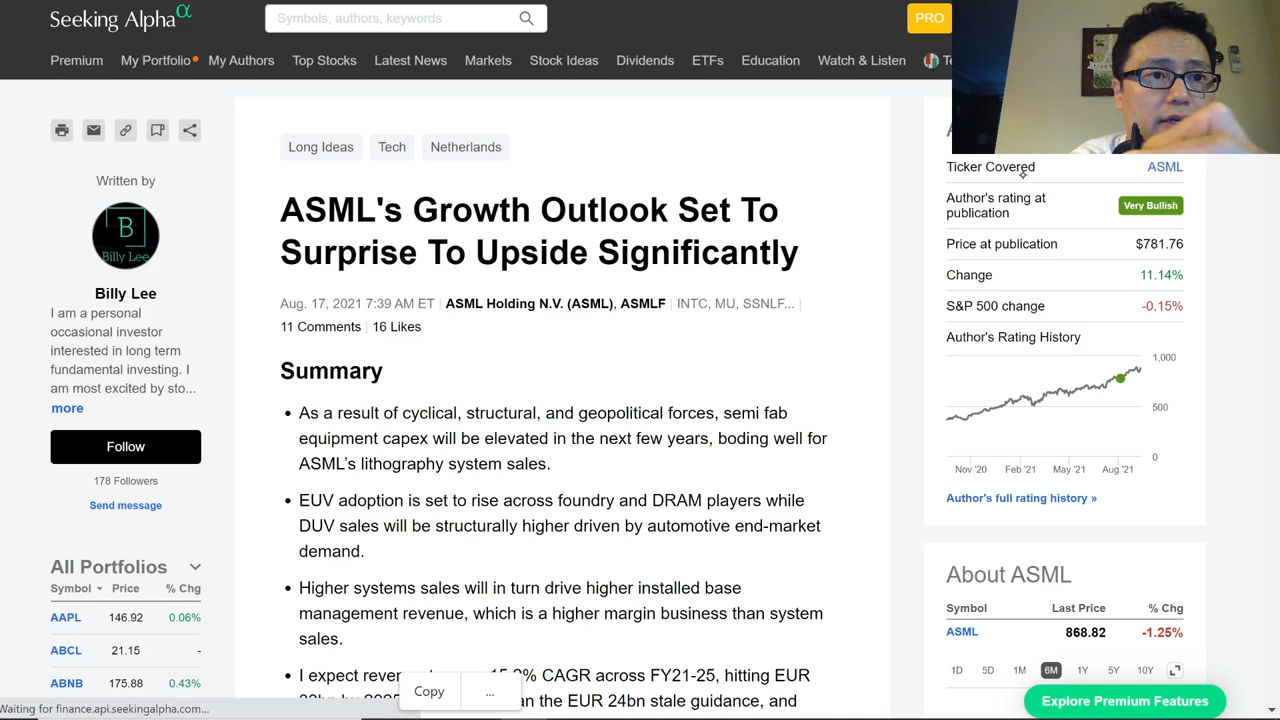 Seeking Alpha α
Symbols, authors, keywords
PRO
Premium
My Portfolio
My Authors
Top Stocks
Latest News
Markets
Stock Ideas
Dividends
ETFs
Education
Watch & Listen
Long Ideas
Tech
Netherlands
ASML's Growth Outlook Set To
Surprise To Upside Significantly
Aug. 17, 2021 7:39 AM ET | ASML Holding N.V. (ASML), ASMLF | INTC, MU, SSNLF... |
11 Comments | 16 Likes
Summary
• As a result of cyclical, structural, and geopolitical forces, semi fab
equipment capex will be elevated in the next few years, boding well for
ASML's lithography system sales.
• EUV adoption is set to rise across foundry and DRAM players while
DUV sales will be structurally higher driven by automotive end-market
demand.
• Higher systems sales will in turn drive higher installed base
management revenue, which is a higher margin business than system
sales.
• I expect CAGR across FY21-25, hitting EUR
the EUR 24bn stale guidance, and
Copy
...
Written by
B
Billy Lee
Billy Lee
I am a personal
occasional investor
interested in long term
fundamental investing. I
am most excited by sto...
more
Follow
178 Followers
Send message
All Portfolios
Symbol Price % Chg
AAPL 146.92 0.06%
ABCL 21.15 -
ABNB 175.88 0.43%
Waiting for finance.api.seekingalpha.com...
Ticker Covered ASML
Author's rating at
publication
Very Bullish
Price at publication $781.76
Change 11.14%
S&P 500 change -0.15%
Author's Rating History
1,000
500
0
Nov '20 Feb '21 May '21 Aug '21
Author's full rating history »
About ASML
Symbol Last Price % Chg
ASML 868.82 -1.25%
1D 5D 1M 6M 1Y 5Y 10Y
Explore Premium Features